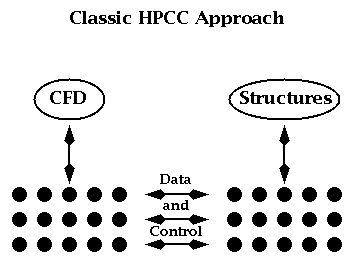 Classic HPCC Approach
CFD
Structures
Data
and
Control